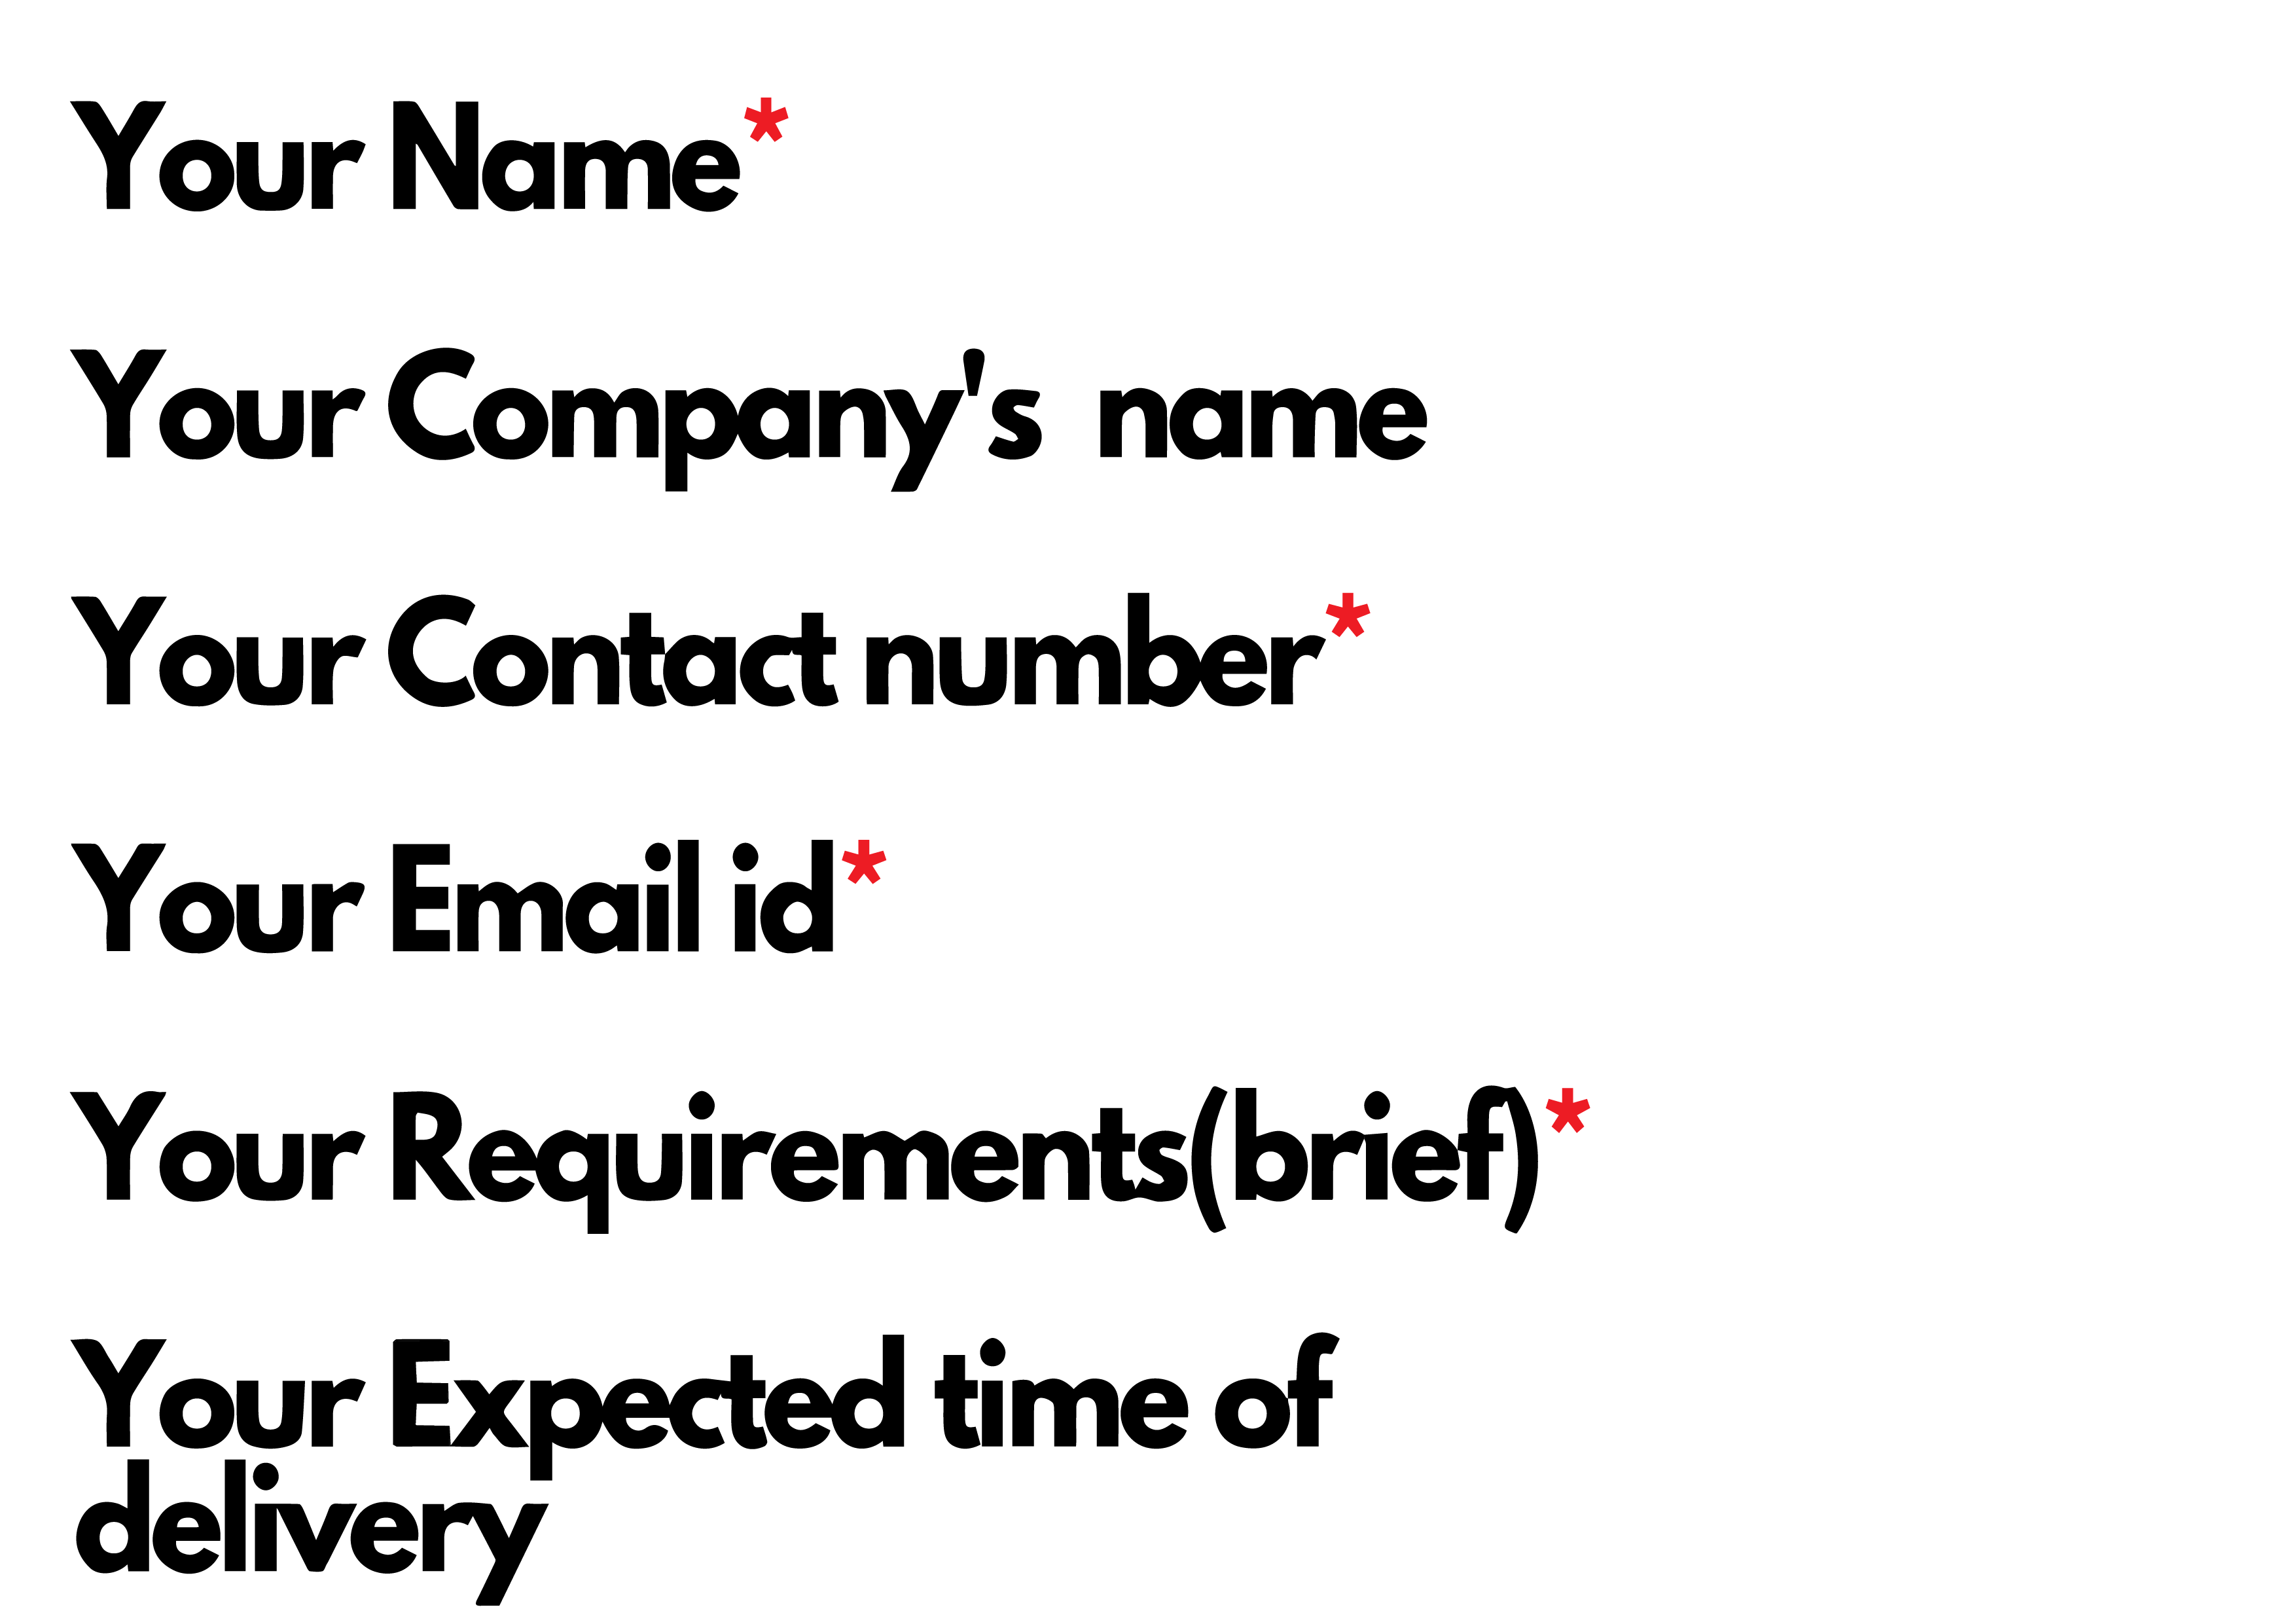 Your Name*
Your Company's name
Your Contact number*
Your Email id*
Your Requirements(brief)*
Your Expected time of
delivery